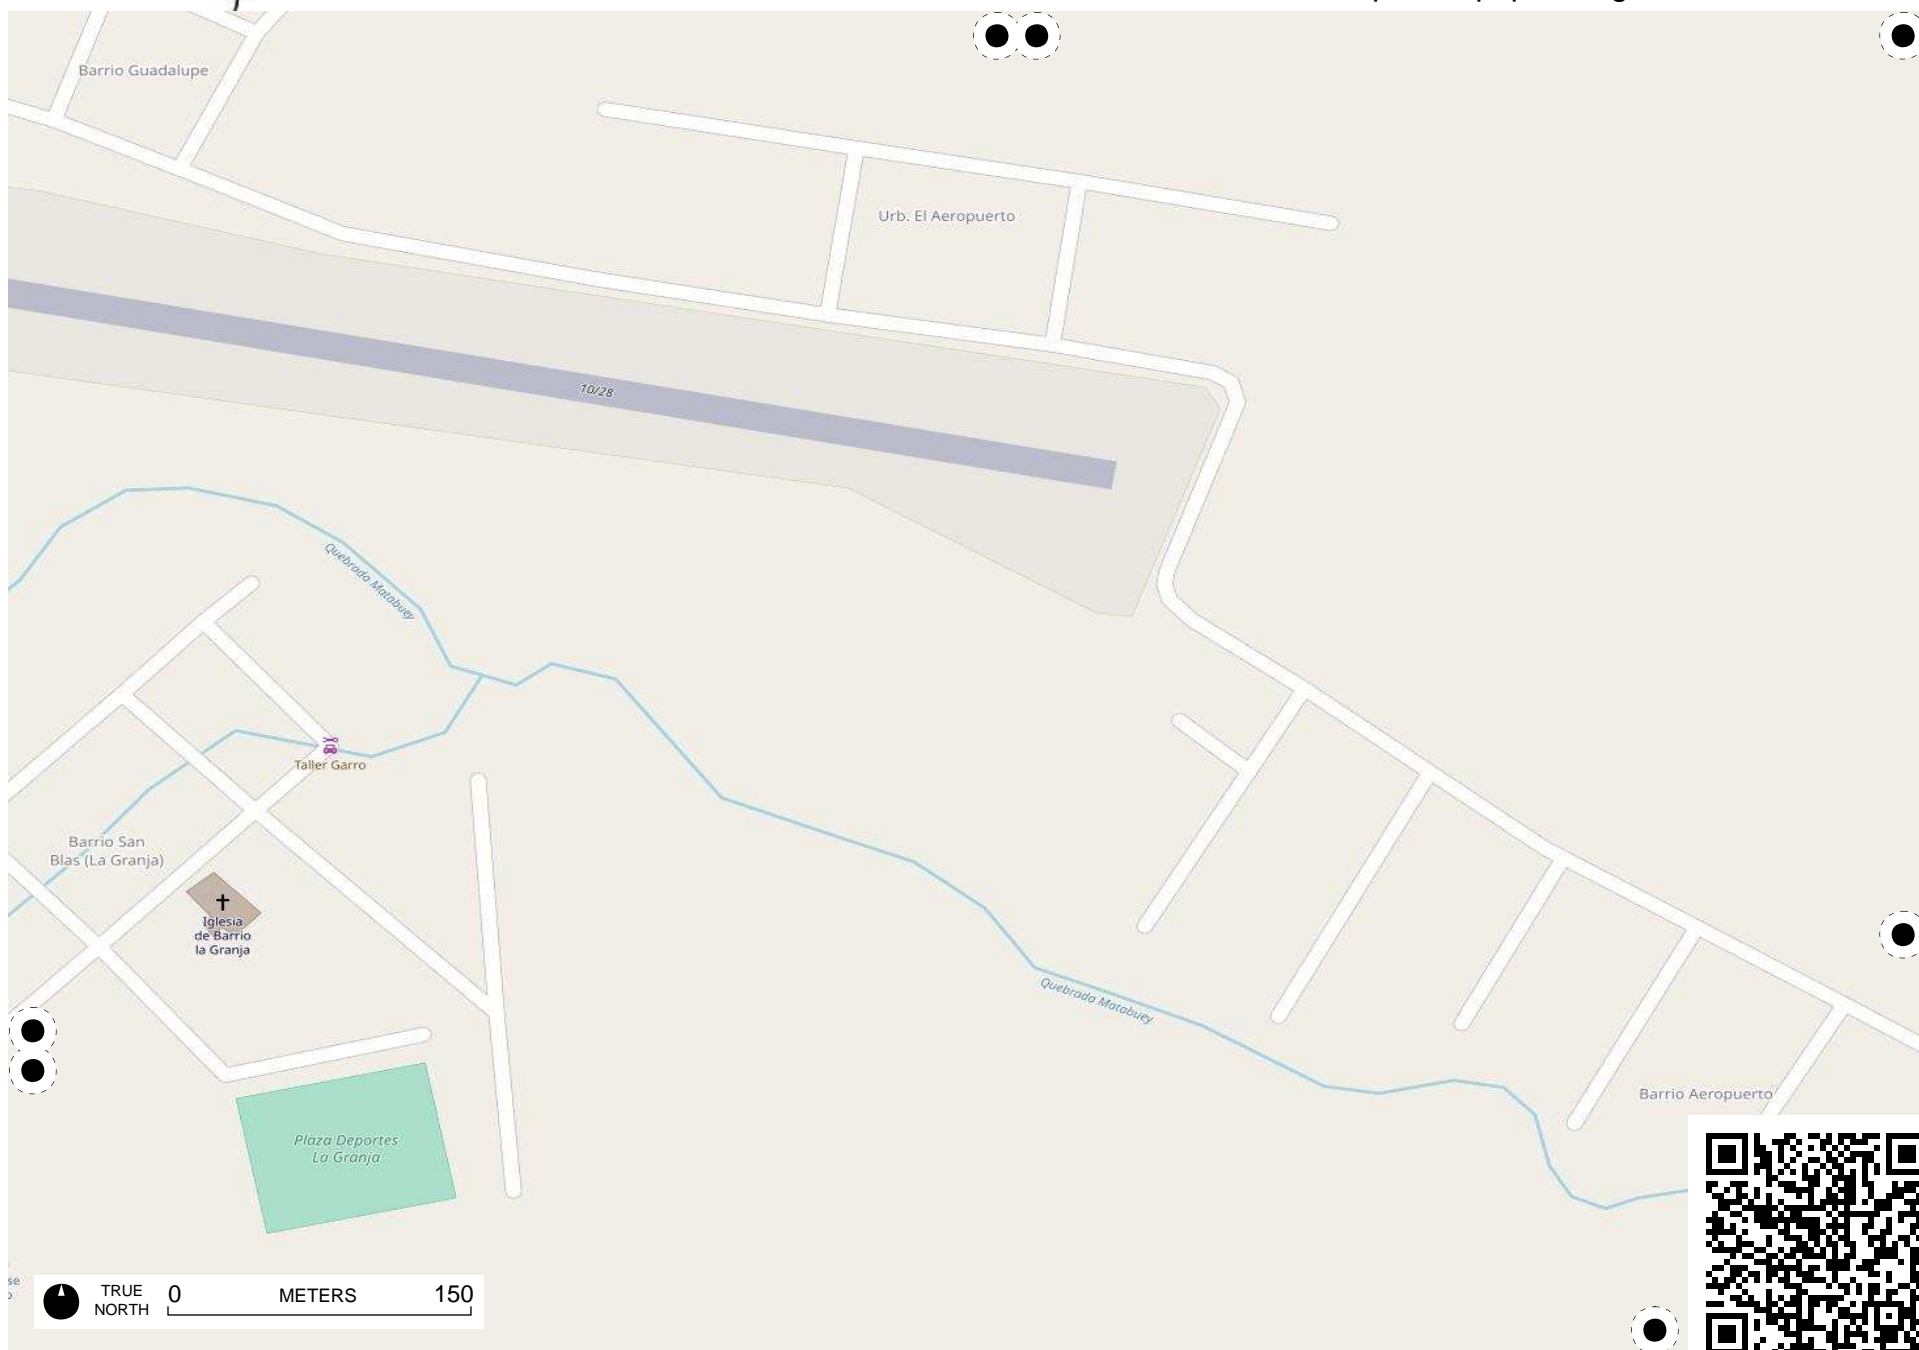 Barrio Guadalupe
Urb. El Aeropuerto
10/28
Quebrada Matabuey
Taller Garro
Barrio San
Blas (La Granja)
Iglesia
de Barrio
la Granja
Quebrada Matabuey
Barrio Aeropuerto
Plaza Deportes
La Granja
TRUE
NORTH
0 METERS 150